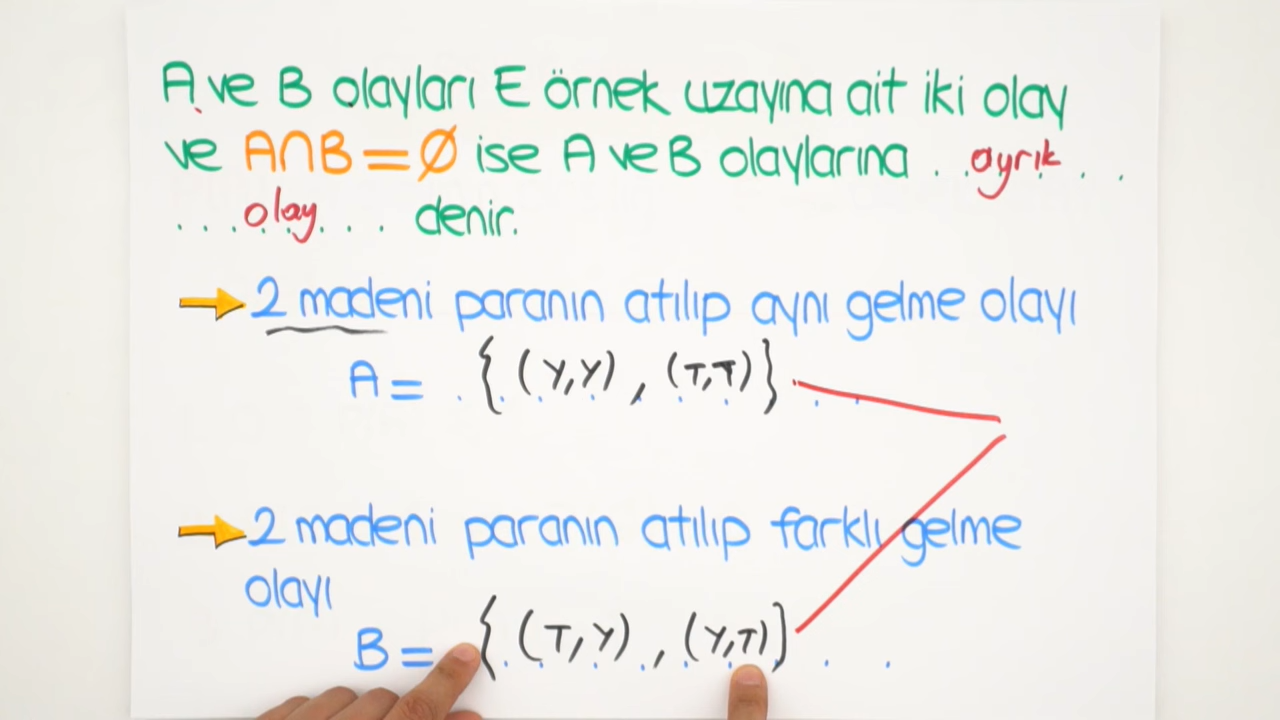 A ve B olayları E örnek uzayına ait iki olay
ve A∩B=∅ ise A ve B olaylarına ..ayrık...
...olay... denir.
2 madeni paranın atılıp aynı gelme olayı
A = {(Y,Y), (T,T)}
2 madeni paranın atılıp farklı gelme
olayı
B = {(T,Y), (Y,T)}